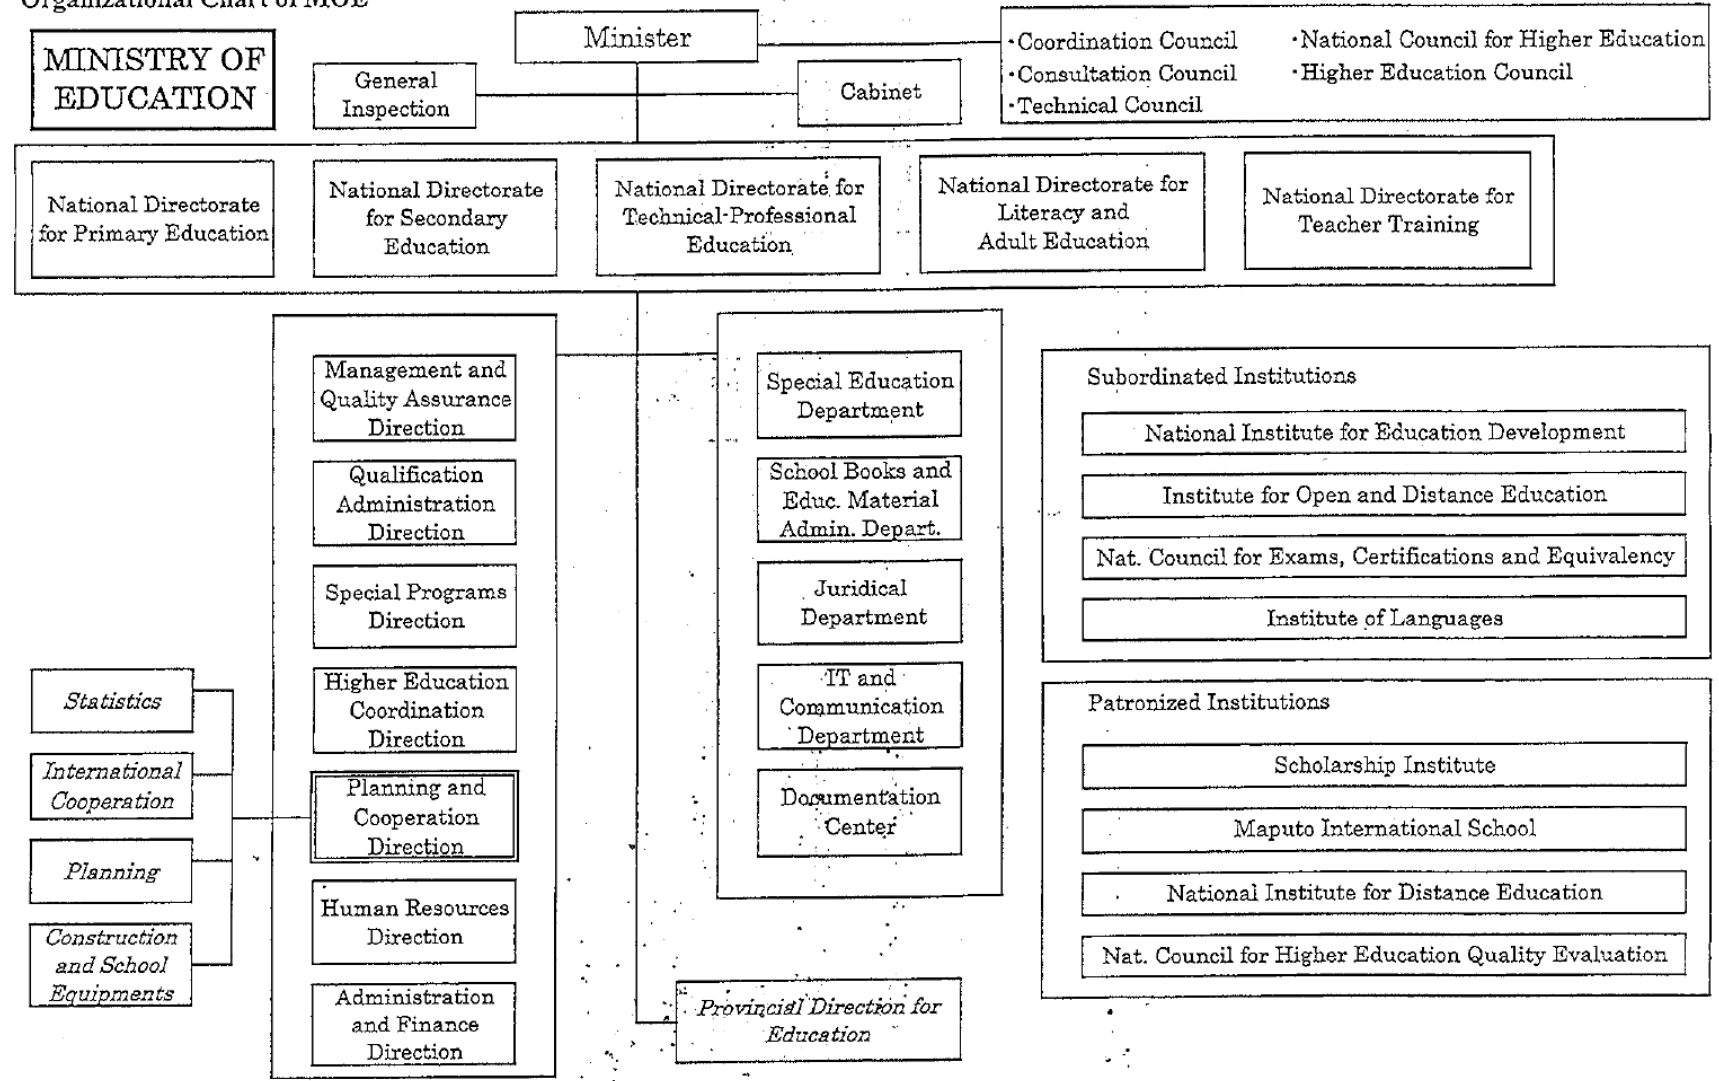 Organizational Chart of MOE
MINISTRY OF
EDUCATION
Minister
General
Inspection
Cabinet
·Coordination Council
·Consultation Council
·Technical Council
·National Council for Higher Education
·Higher Education Council
National Directorate
for Primary Education
National Directorate
for Secondary
Education
National Directorate for
Technical-Professional
Education
National Directorate for
Literacy and
Adult Education
National Directorate for
Teacher Training
Management and
Quality Assurance
Direction
Qualification
Administration
Direction
Special Programs
Direction
Higher Education
Coordination
Direction
Planning and
Cooperation
Direction
Human Resources
Direction
Administration
and Finance
Direction
Statistics
International
Cooperation
Planning
Construction
and School
Equipments
Special Education
Department
School Books and
Educ. Material
Admin. Depart.
Juridical
Department
IT and
Communication
Department
Documentation
Center
Provincial Direction for
Education
Subordinated Institutions
National Institute for Education Development
Institute for Open and Distance Education
Nat. Council for Exams, Certifications and Equivalency
Institute of Languages
Patronized Institutions
Scholarship Institute
Maputo International School
National Institute for Distance Education
Nat. Council for Higher Education Quality Evaluation